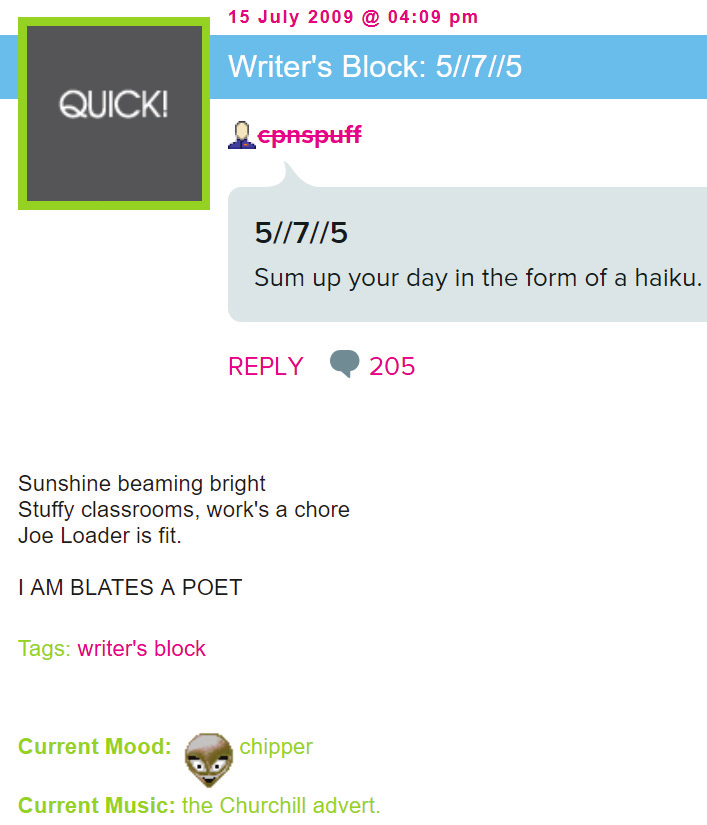 15 July 2009 @ 04:09 pm
QUICK!
Writer's Block: 5//7//5
cpnspuff
5//7//5
Sum up your day in the form of a haiku.
REPLY 205
Sunshine beaming bright
Stuffy classrooms, work's a chore
Joe Loader is fit.
I AM BLATES A POET
Tags: writer's block
Current Mood: chipper
Current Music: the Churchill advert.